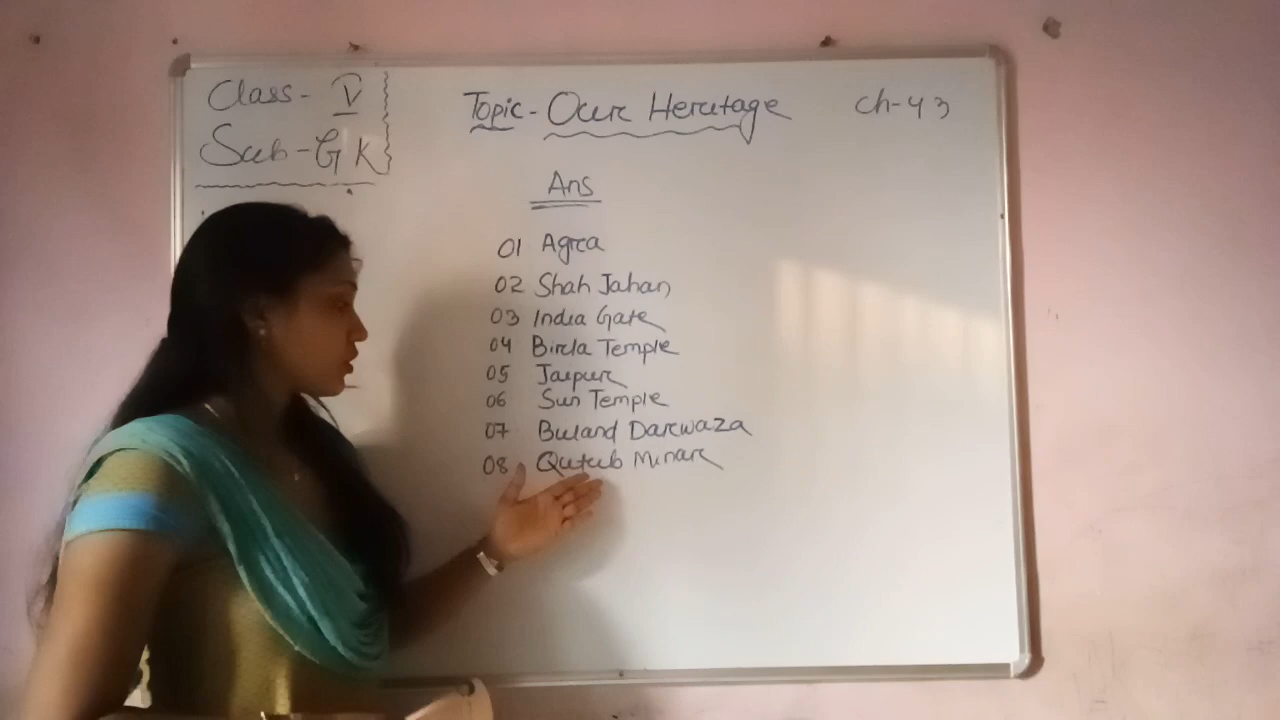 Class- V
Sub- GK
Topic- Our Heritage
Ch-43
Ans
01 Agra
02 Shah Jahan
03 India Gate
04 Birla Temple
05 Jaipur
06 Sun Temple
07 Buland Darwaza
08 Qutub Minar